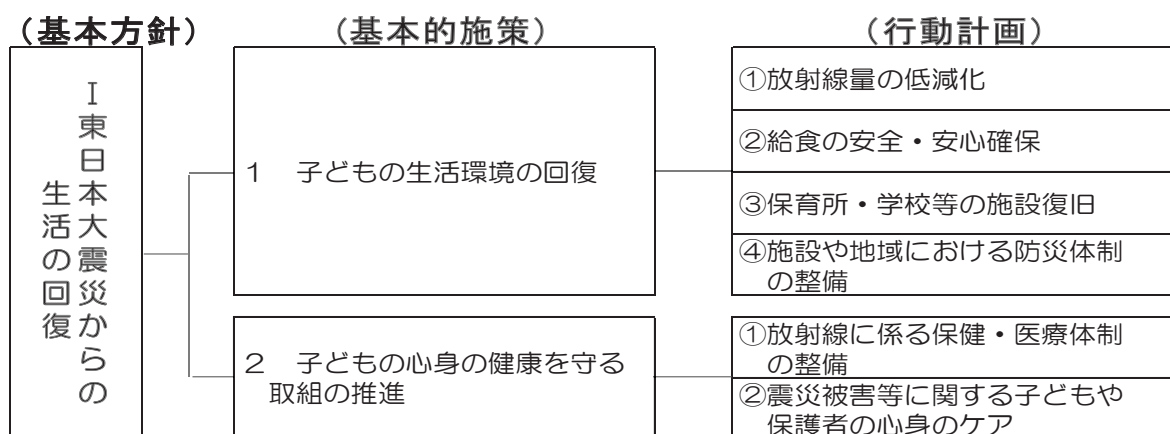 （基本方針）
（基本的施策）
（行動計画）
Ⅰ東日本大震災からの
生活の回復
1　子どもの生活環境の回復
①放射線量の低減化
②給食の安全・安心確保
③保育所・学校等の施設復旧
④施設や地域における防災体制
の整備
2　子どもの心身の健康を守る
取組の推進
①放射線に係る保健・医療体制
の整備
②震災被害等に関する子どもや
保護者の心身のケア